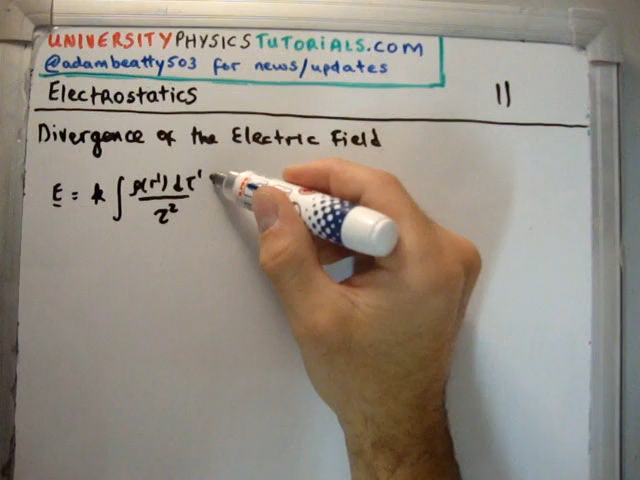 UNIVERSITYPHYSICSTUTORIALS.COM
@adambeatty503 for news/updates
Electrostatics 11
Divergence of the Electric Field
E = k ∫ ρ(r') dτ' / 𝓇²